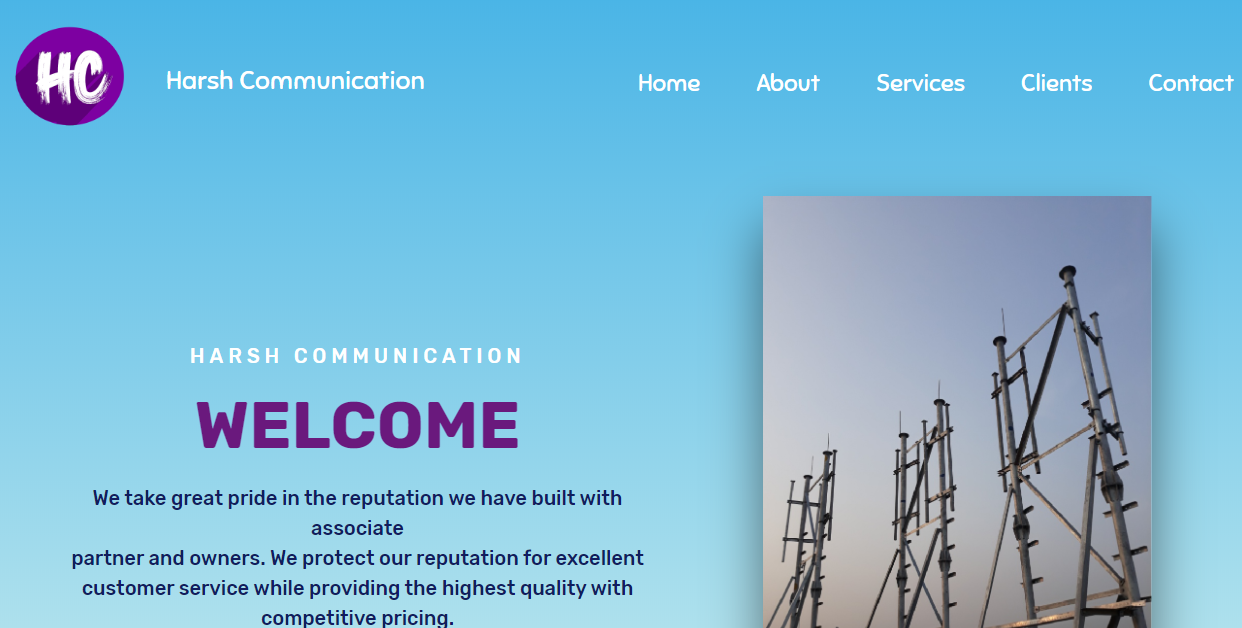 HC
Harsh Communication
Home About Services Clients Contact
HARSH COMMUNICATION
WELCOME
We take great pride in the reputation we have built with
associate
partner and owners. We protect our reputation for excellent
customer service while providing the highest quality with
competitive pricing.